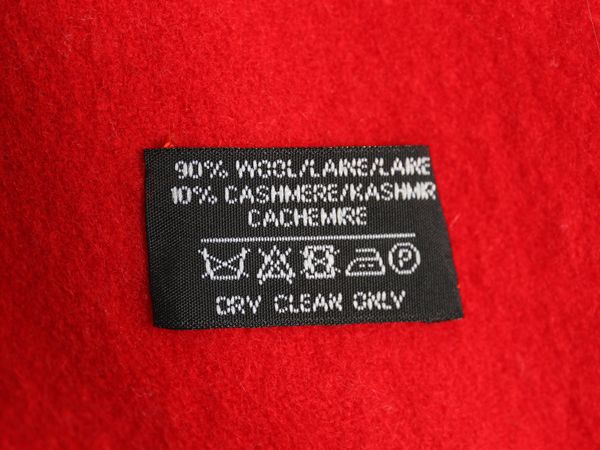 90% WOOL/LAINE/LAINE
10% CASHMERE/KASHMIR
CACHEMIRE
P
DRY CLEAN ONLY